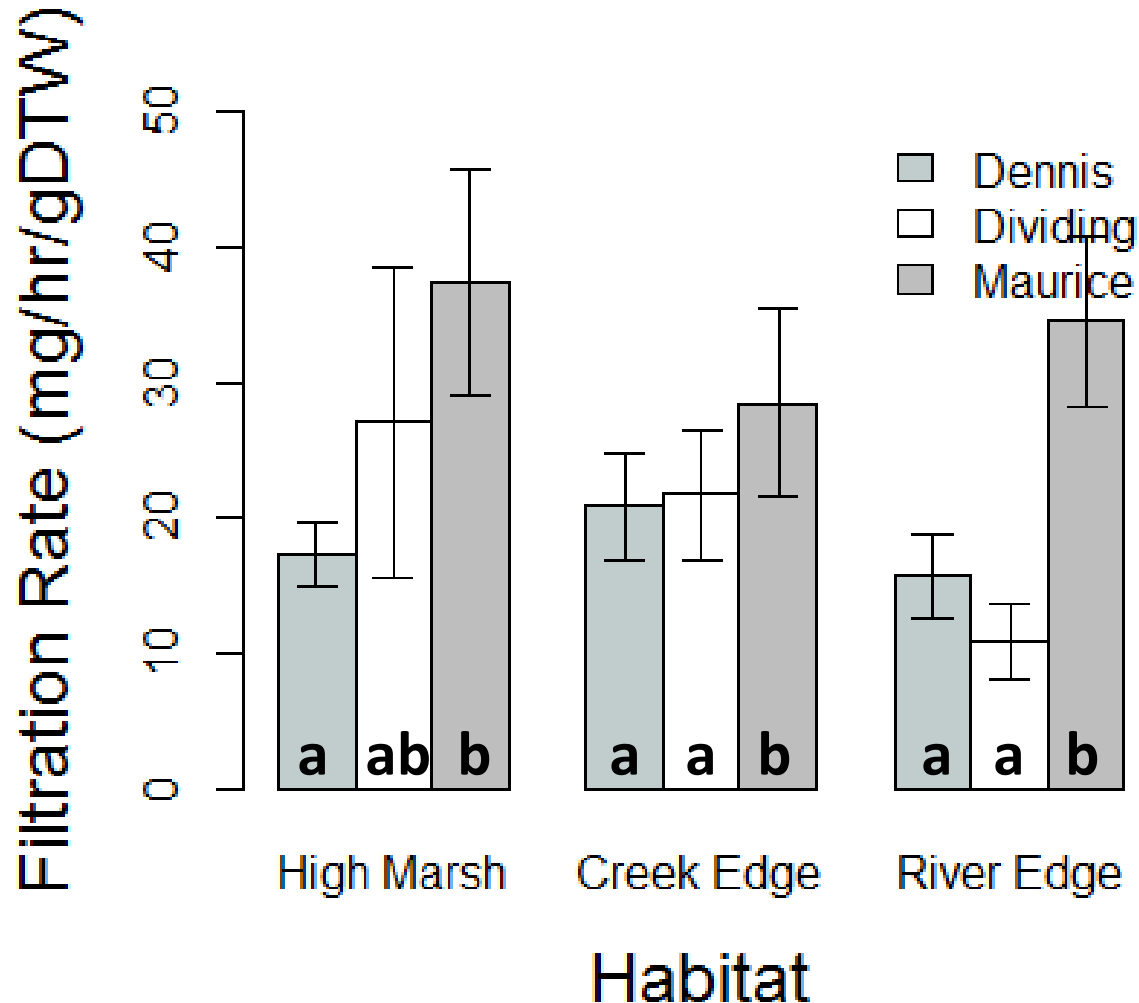 Filtration Rate (mg/hr/gDTW)
50
40
30
20
10
0
Dennis
Dividing
Maurice
a ab b a a b a a b
High Marsh Creek Edge River Edge
Habitat